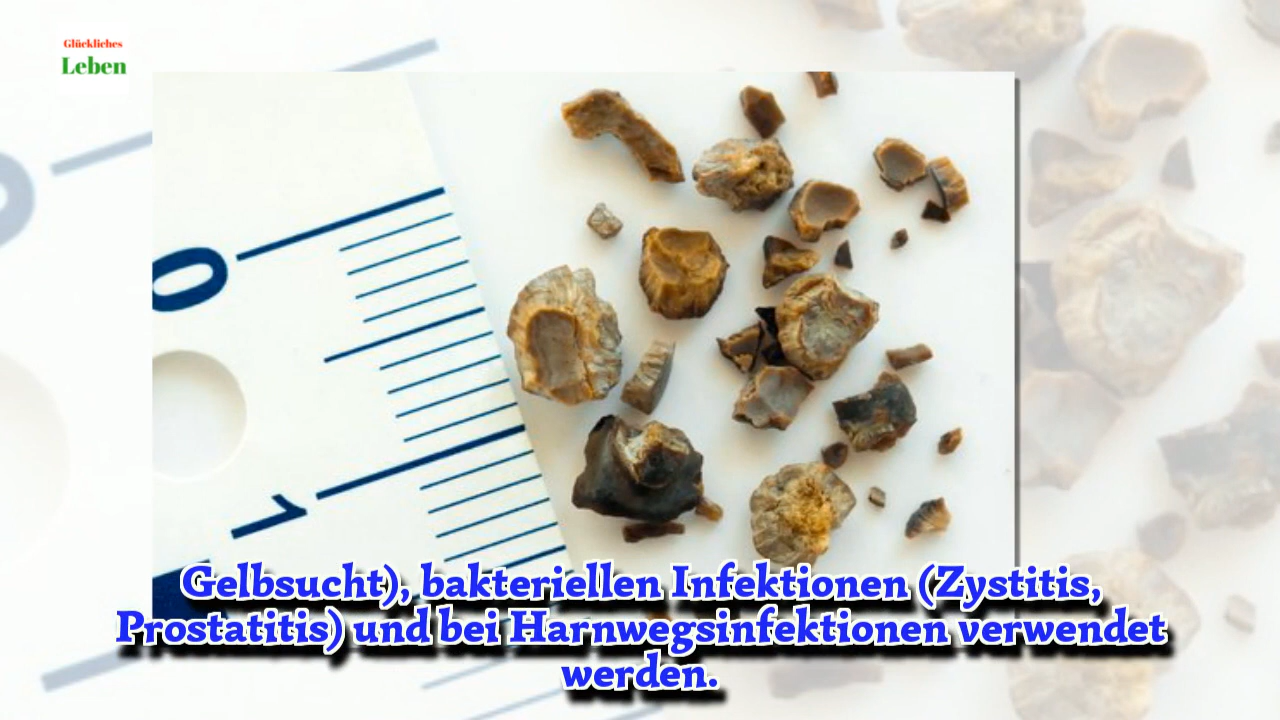 Glückliches
Leben
0
1
Gelbsucht), bakteriellen Infektionen (Zystitis,
Prostatitis) und bei Harnwegsinfektionen verwendet
werden.